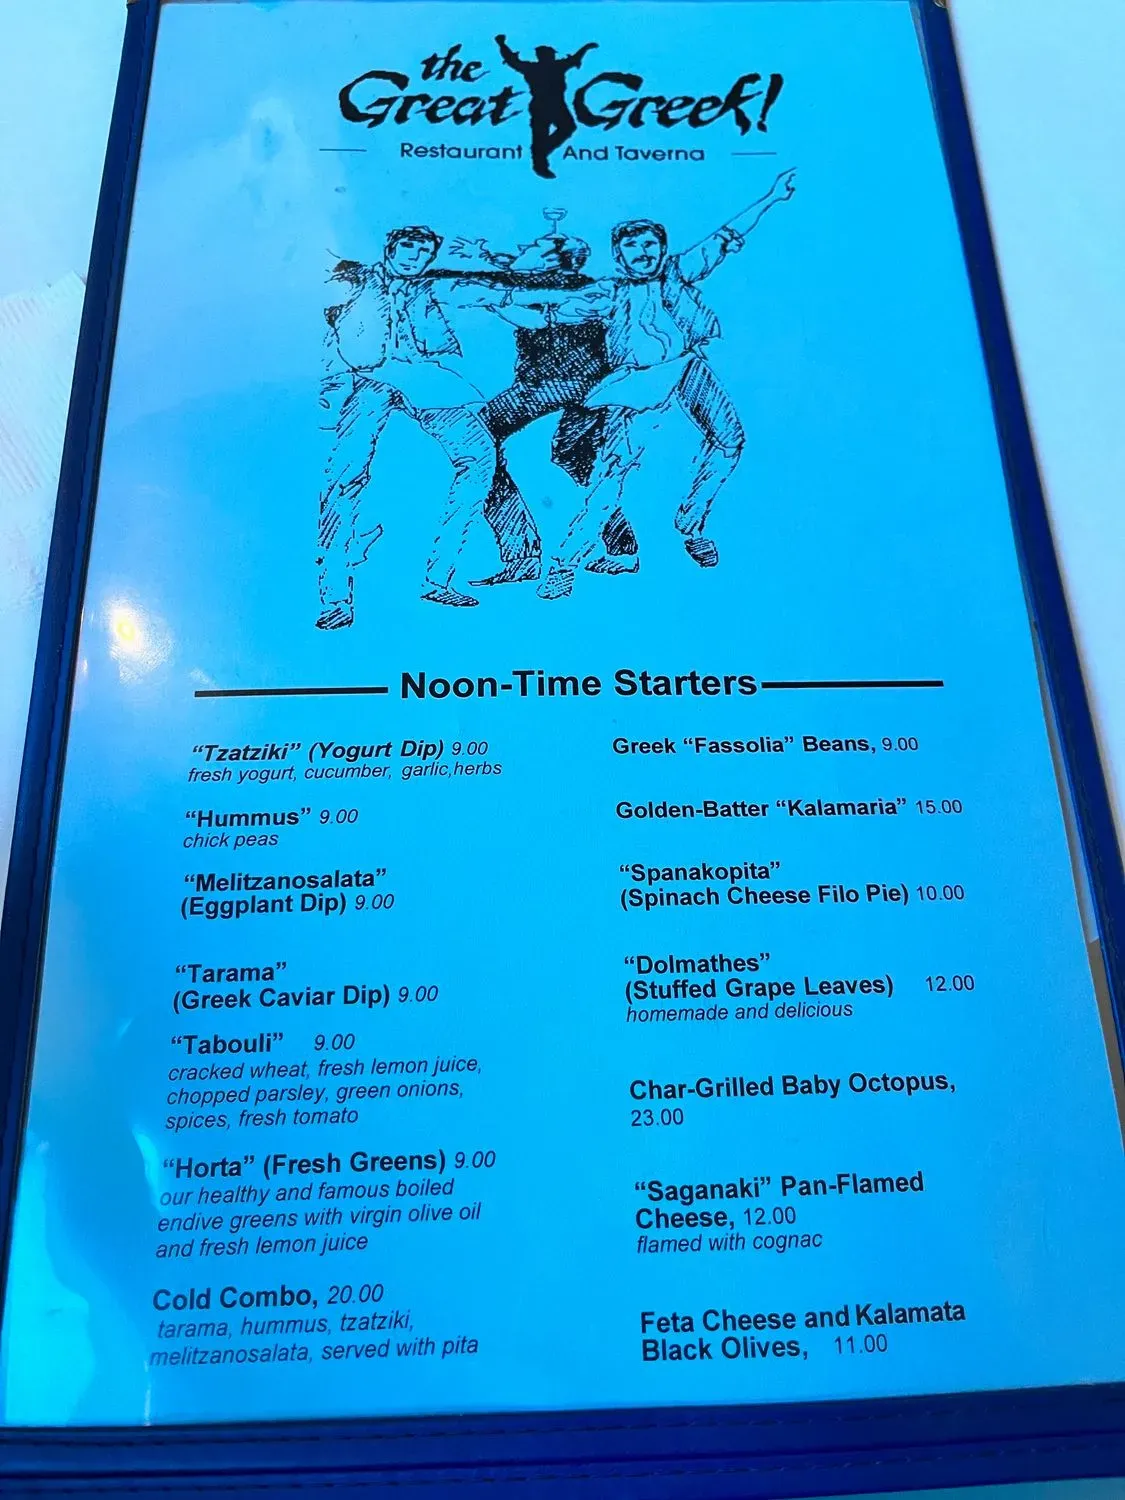 the
Great Greek!
Restaurant And Taverna
Noon-Time Starters
“Tzatziki” (Yogurt Dip) 9.00
fresh yogurt, cucumber, garlic,herbs
“Hummus” 9.00
chick peas
“Melitzanosalata”
(Eggplant Dip) 9.00
“Tarama”
(Greek Caviar Dip) 9.00
“Tabouli” 9.00
cracked wheat, fresh lemon juice,
chopped parsley, green onions,
spices, fresh tomato
“Horta” (Fresh Greens) 9.00
our healthy and famous boiled
endive greens with virgin olive oil
and fresh lemon juice
Cold Combo, 20.00
tarama, hummus, tzatziki,
melitzanosalata, served with pita
Greek “Fassolia” Beans, 9.00
Golden-Batter “Kalamaria” 15.00
“Spanakopita”
(Spinach Cheese Filo Pie) 10.00
“Dolmathes”
(Stuffed Grape Leaves) 12.00
homemade and delicious
Char-Grilled Baby Octopus,
23.00
“Saganaki” Pan-Flamed
Cheese, 12.00
flamed with cognac
Feta Cheese and Kalamata
Black Olives, 11.00